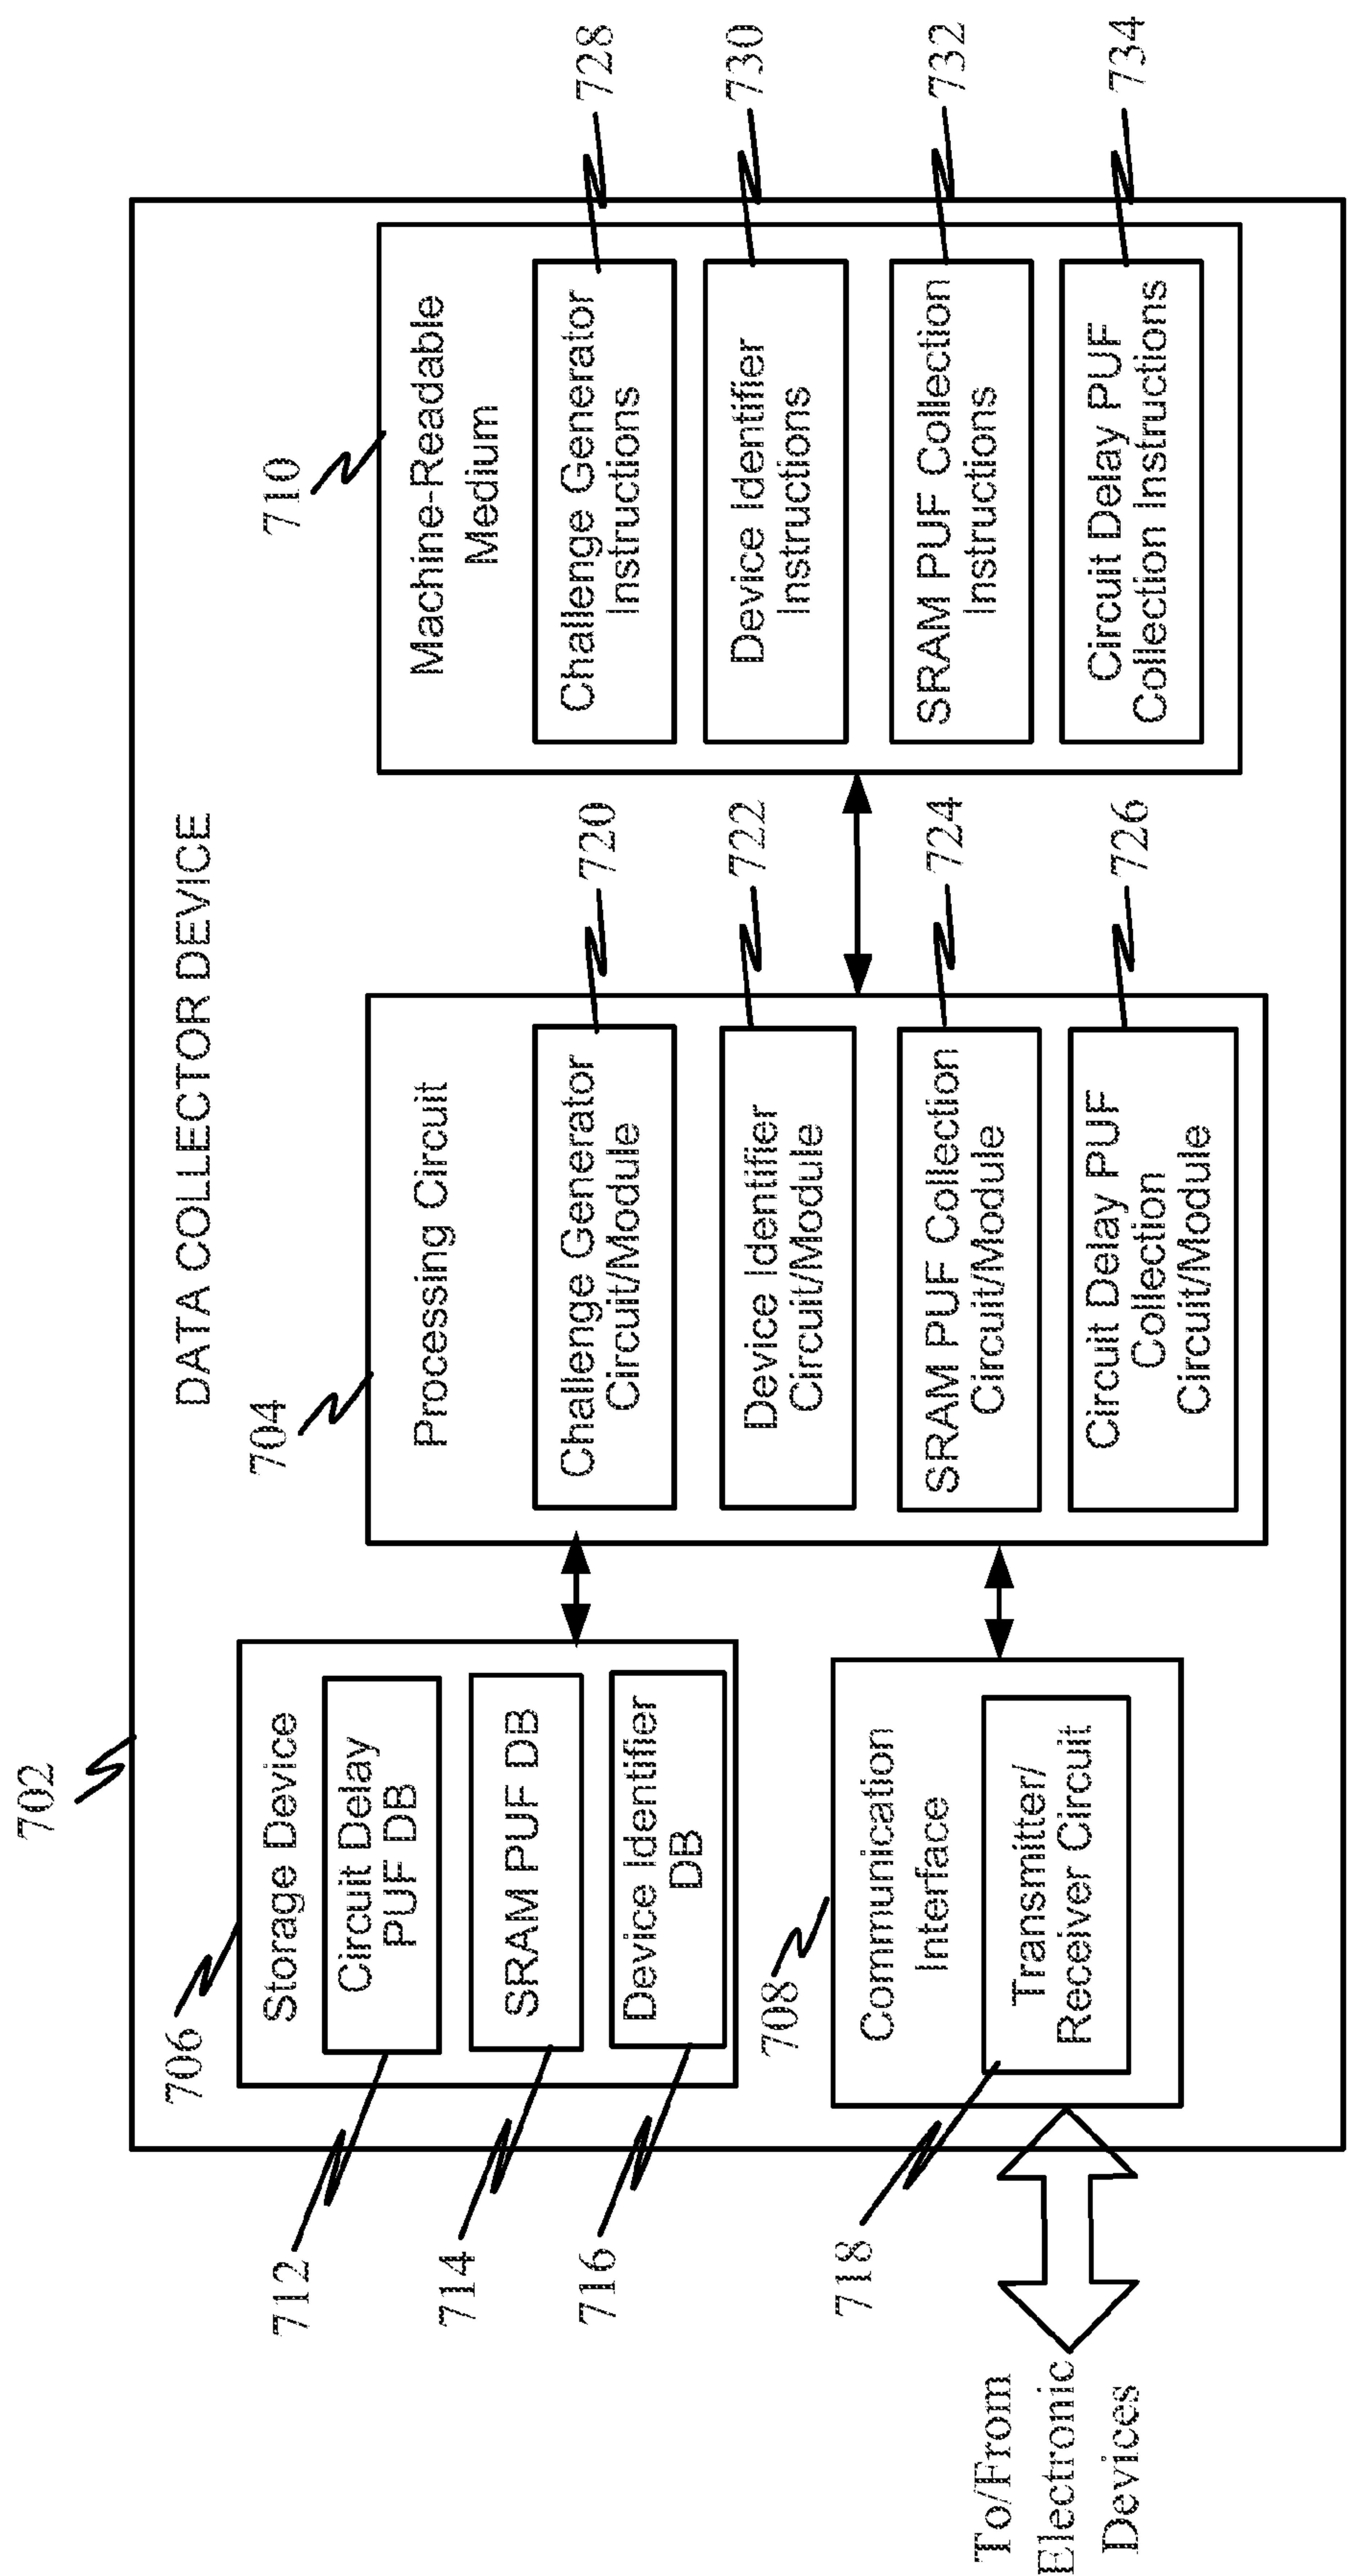 DATA COLLECTOR DEVICE
702
706
Storage Device
Circuit Delay
PUF DB
SRAM PUF DB
Device Identifier
DB
712
714
716
708
Communication
Interface
Transmitter/
Receiver Circuit
718
To/From
Electronic
Devices
704
Processing Circuit
Challenge Generator
Circuit/Module
720
Device Identifier
Circuit/Module
722
SRAM PUF Collection
Circuit/Module
724
Circuit Delay PUF
Collection
Circuit/Module
726
710
Machine-Readable
Medium
Challenge Generator
Instructions
728
Device Identifier
Instructions
730
SRAM PUF Collection
Instructions
732
Circuit Delay PUF
Collection Instructions
734